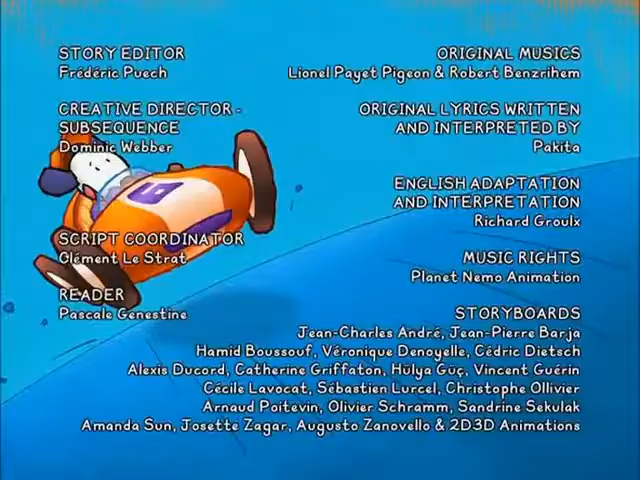 STORY EDITOR
Frédéric Puech
CREATIVE DIRECTOR -
SUBSEQUENCE
Dominic Webber
SCRIPT COORDINATOR
Clément Le Strat
READER
Pascale Genestine
ORIGINAL MUSICS
Lionel Payet Pigeon & Robert Benzrihem
ORIGINAL LYRICS WRITTEN
AND INTERPRETED BY
Pakita
ENGLISH ADAPTATION
AND INTERPRETATION
Richard Groulx
MUSIC RIGHTS
Planet Nemo Animation
STORYBOARDS
Jean-Charles André, Jean-Pierre Barja
Hamid Boussouf, Véronique Denoyelle, Cédric Dietsch
Alexis Ducord, Catherine Griffaton, Hülya Güç, Vincent Guérin
Cécile Lavocat, Sébastien Lurcel, Christophe Ollivier
Arnaud Poitevin, Olivier Schramm, Sandrine Sekulak
Amanda Sun, Josette Zagar, Augusto Zanovello & 2D3D Animations